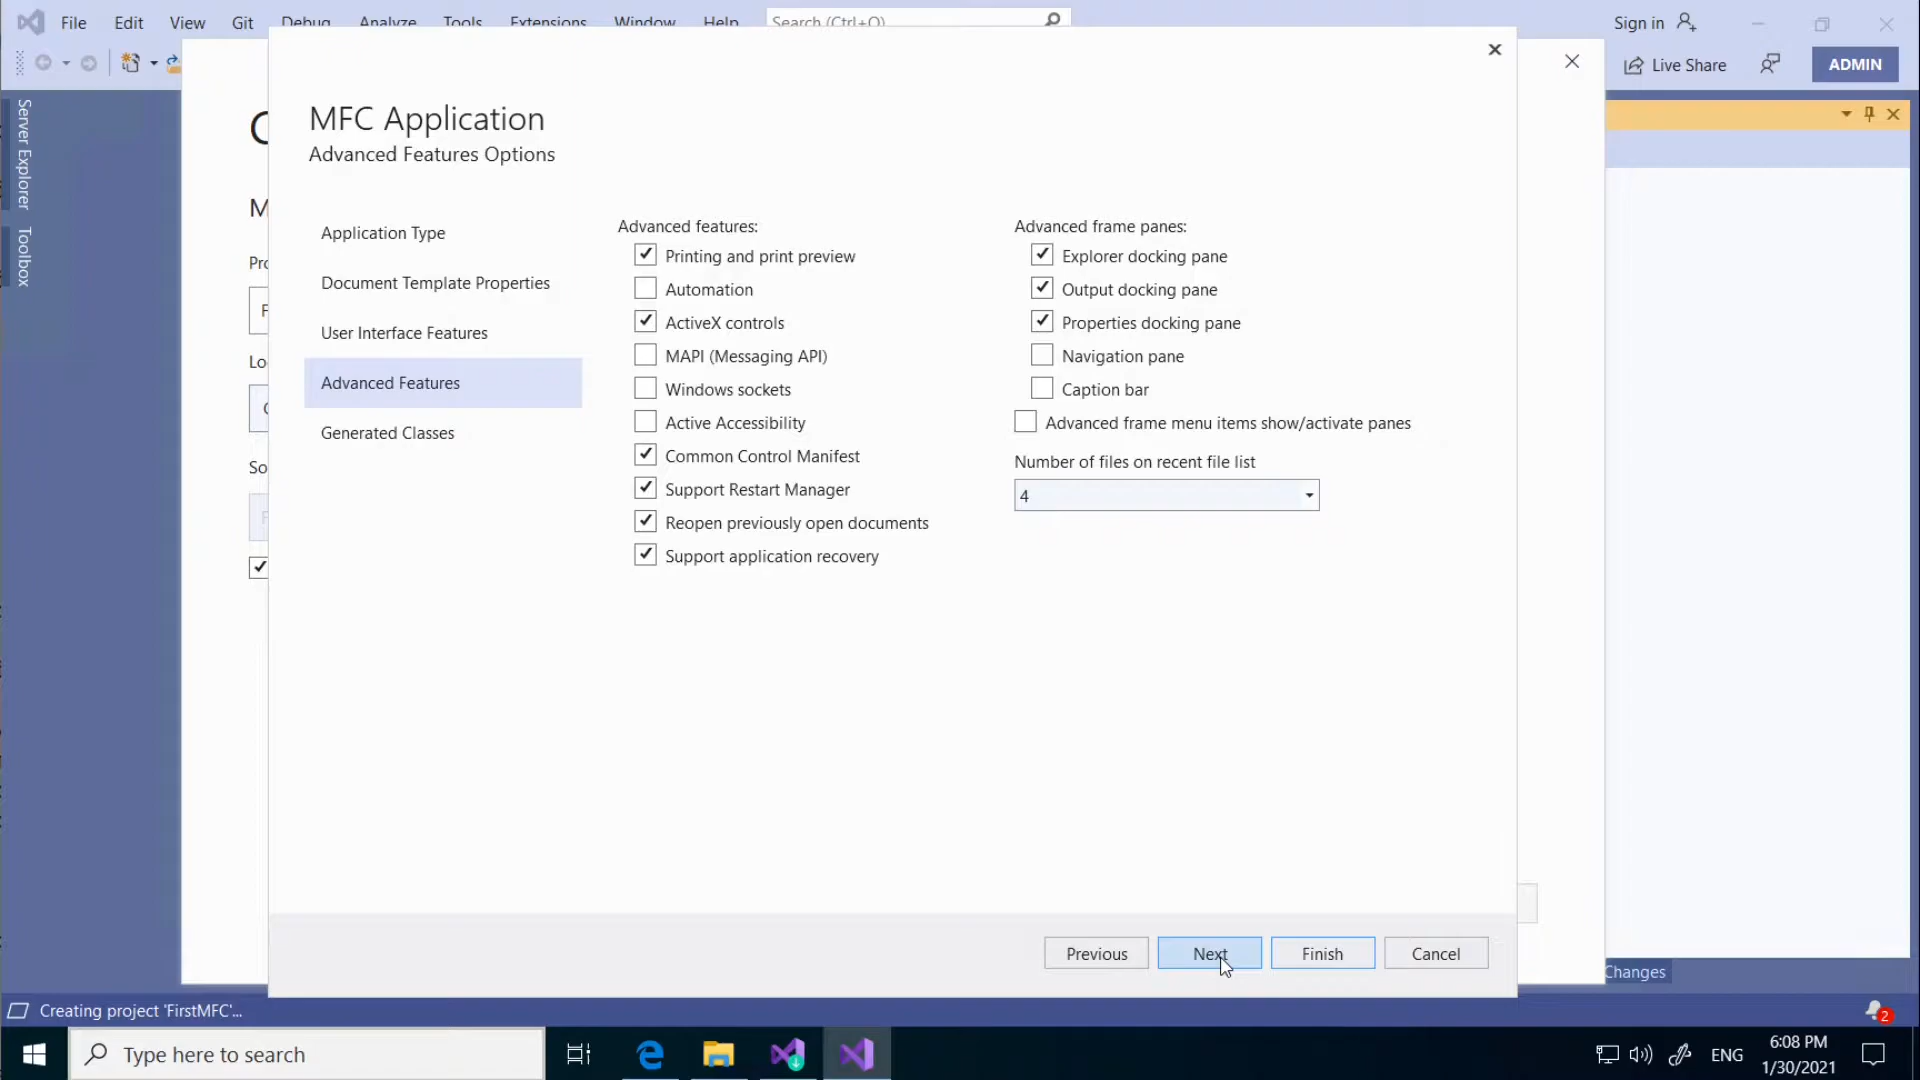 File Edit View Git Debug Analyze Tools Extensions Window Help Search (Ctrl+Q) Sign in
Live Share ADMIN
Server Explorer
Toolbox
MFC Application
Advanced Features Options
Application Type
Document Template Properties
User Interface Features
Advanced Features
Generated Classes
Advanced features:
Printing and print preview
Automation
ActiveX controls
MAPI (Messaging API)
Windows sockets
Active Accessibility
Common Control Manifest
Support Restart Manager
Reopen previously open documents
Support application recovery
Advanced frame panes:
Explorer docking pane
Output docking pane
Properties docking pane
Navigation pane
Caption bar
Advanced frame menu items show/activate panes
Number of files on recent file list
4
Previous Next Finish Cancel
Changes
Creating project 'FirstMFC'...
2
Type here to search
ENG
6:08 PM
1/30/2021